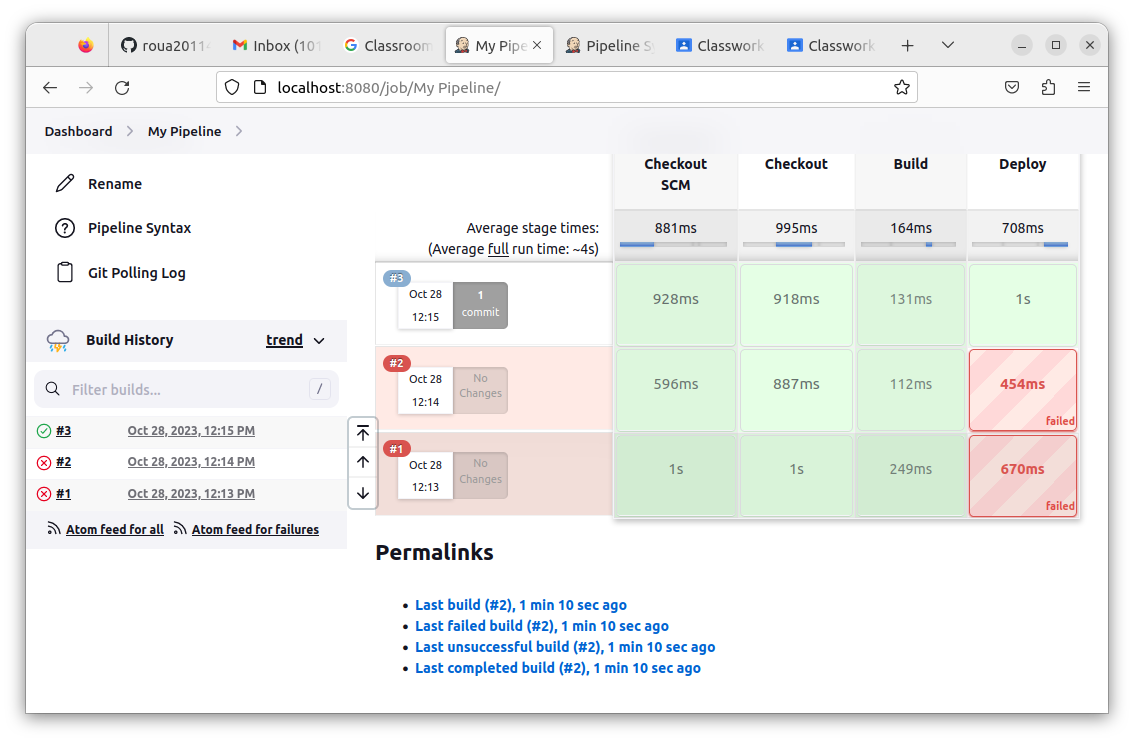 roua20114
Inbox (101
Classroom
My Pipe
Pipeline Sy
Classwork
Classwork
localhost:8080/job/My Pipeline/
Dashboard
My Pipeline
Rename
Pipeline Syntax
Git Polling Log
Build History
trend
Filter builds...
/
#3
Oct 28, 2023, 12:15 PM
#2
Oct 28, 2023, 12:14 PM
#1
Oct 28, 2023, 12:13 PM
Atom feed for all
Atom feed for failures
Checkout
SCM
Checkout
Build
Deploy
Average stage times:
(Average full run time: ~4s)
881ms
995ms
164ms
708ms
#3
Oct 28
12:15
1
commit
928ms
918ms
131ms
1s
#2
Oct 28
12:14
No
Changes
596ms
887ms
112ms
454ms
failed
#1
Oct 28
12:13
No
Changes
1s
1s
249ms
670ms
failed
Permalinks
Last build (#2), 1 min 10 sec ago
Last failed build (#2), 1 min 10 sec ago
Last unsuccessful build (#2), 1 min 10 sec ago
Last completed build (#2), 1 min 10 sec ago